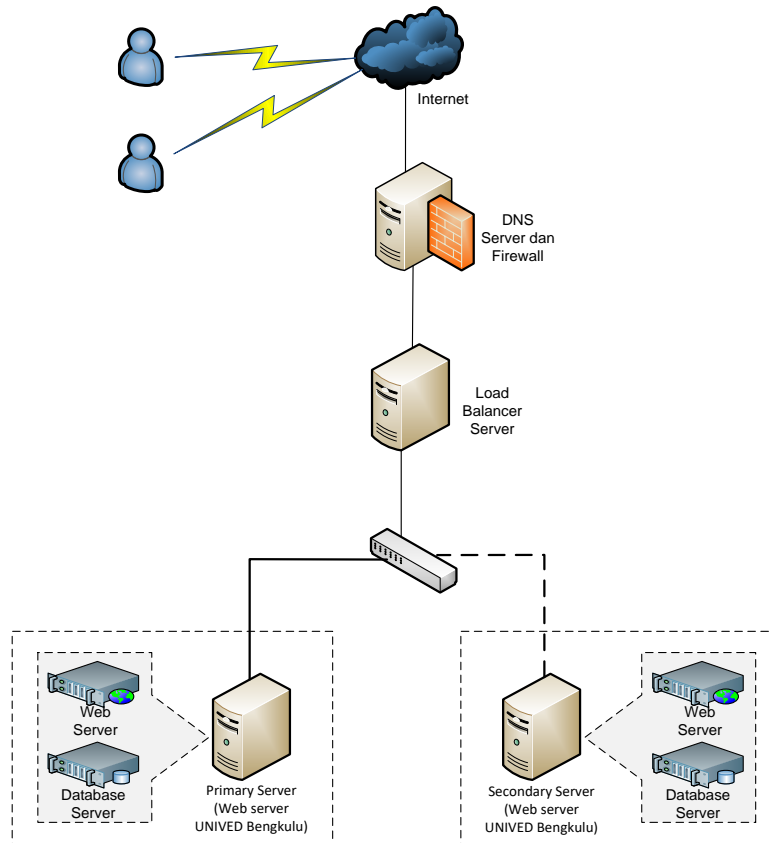 Internet
DNS
Server dan
Firewall
Load
Balancer
Server
Web
Server
Database
Server
Primary Server
(Web server
UNIVED Bengkulu)
Secondary Server
(Web server
UNIVED Bengkulu)
Web
Server
Database
Server